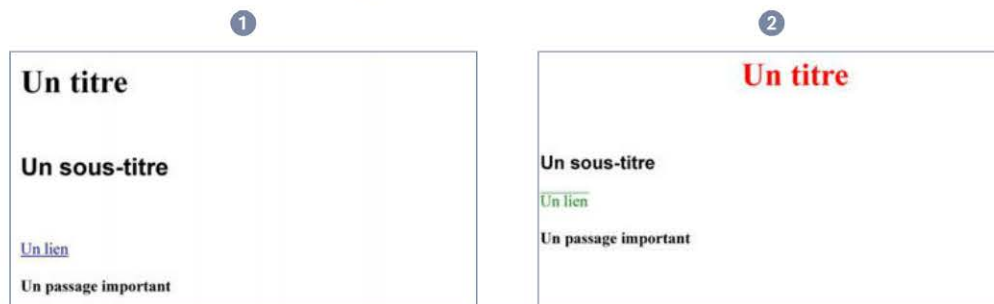 1
Un titre
Un sous-titre
Un lien
Un passage important
2
Un titre
Un sous-titre
Un lien
Un passage important